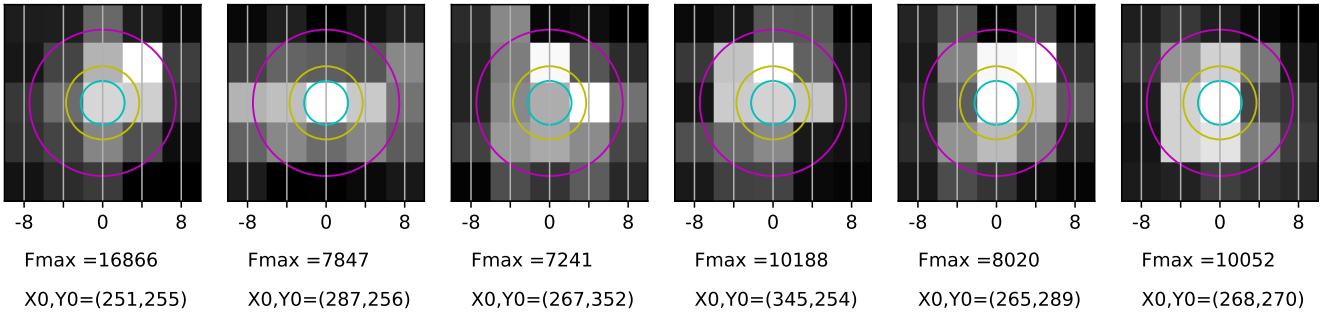 -8 0 8 -8 0 8 -8 0 8 -8 0 8 -8 0 8 -8 0 8
Fmax =16866 Fmax =7847 Fmax =7241 Fmax =10188 Fmax =8020 Fmax =10052
X0,Y0=(251,255) X0,Y0=(287,256) X0,Y0=(267,352) X0,Y0=(345,254) X0,Y0=(265,289) X0,Y0=(268,270)